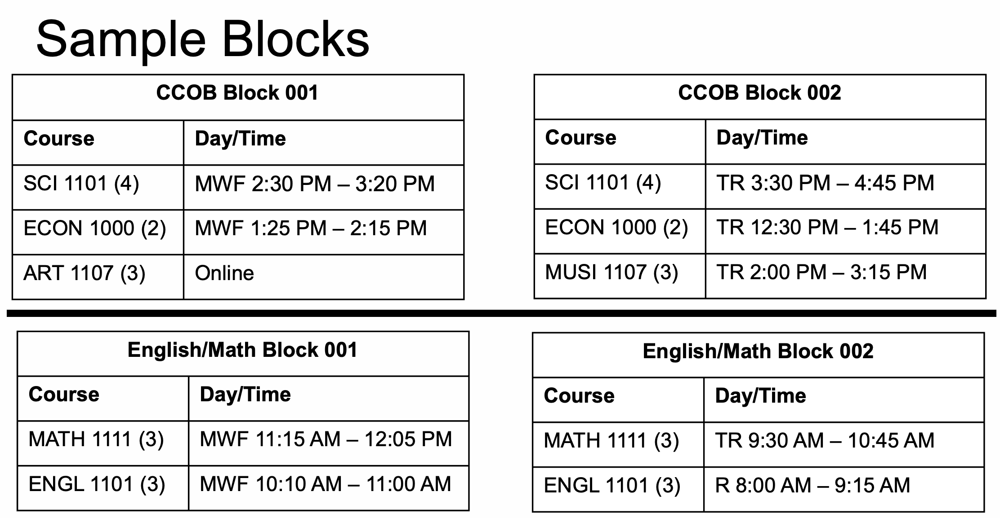 Sample Blocks
CCOB Block 001
Course Day/Time
SCI 1101 (4) MWF 2:30 PM – 3:20 PM
ECON 1000 (2) MWF 1:25 PM – 2:15 PM
ART 1107 (3) Online
CCOB Block 002
Course Day/Time
SCI 1101 (4) TR 3:30 PM – 4:45 PM
ECON 1000 (2) TR 12:30 PM – 1:45 PM
MUSI 1107 (3) TR 2:00 PM – 3:15 PM
English/Math Block 001
Course Day/Time
MATH 1111 (3) MWF 11:15 AM – 12:05 PM
ENGL 1101 (3) MWF 10:10 AM – 11:00 AM
English/Math Block 002
Course Day/Time
MATH 1111 (3) TR 9:30 AM – 10:45 AM
ENGL 1101 (3) R 8:00 AM – 9:15 AM